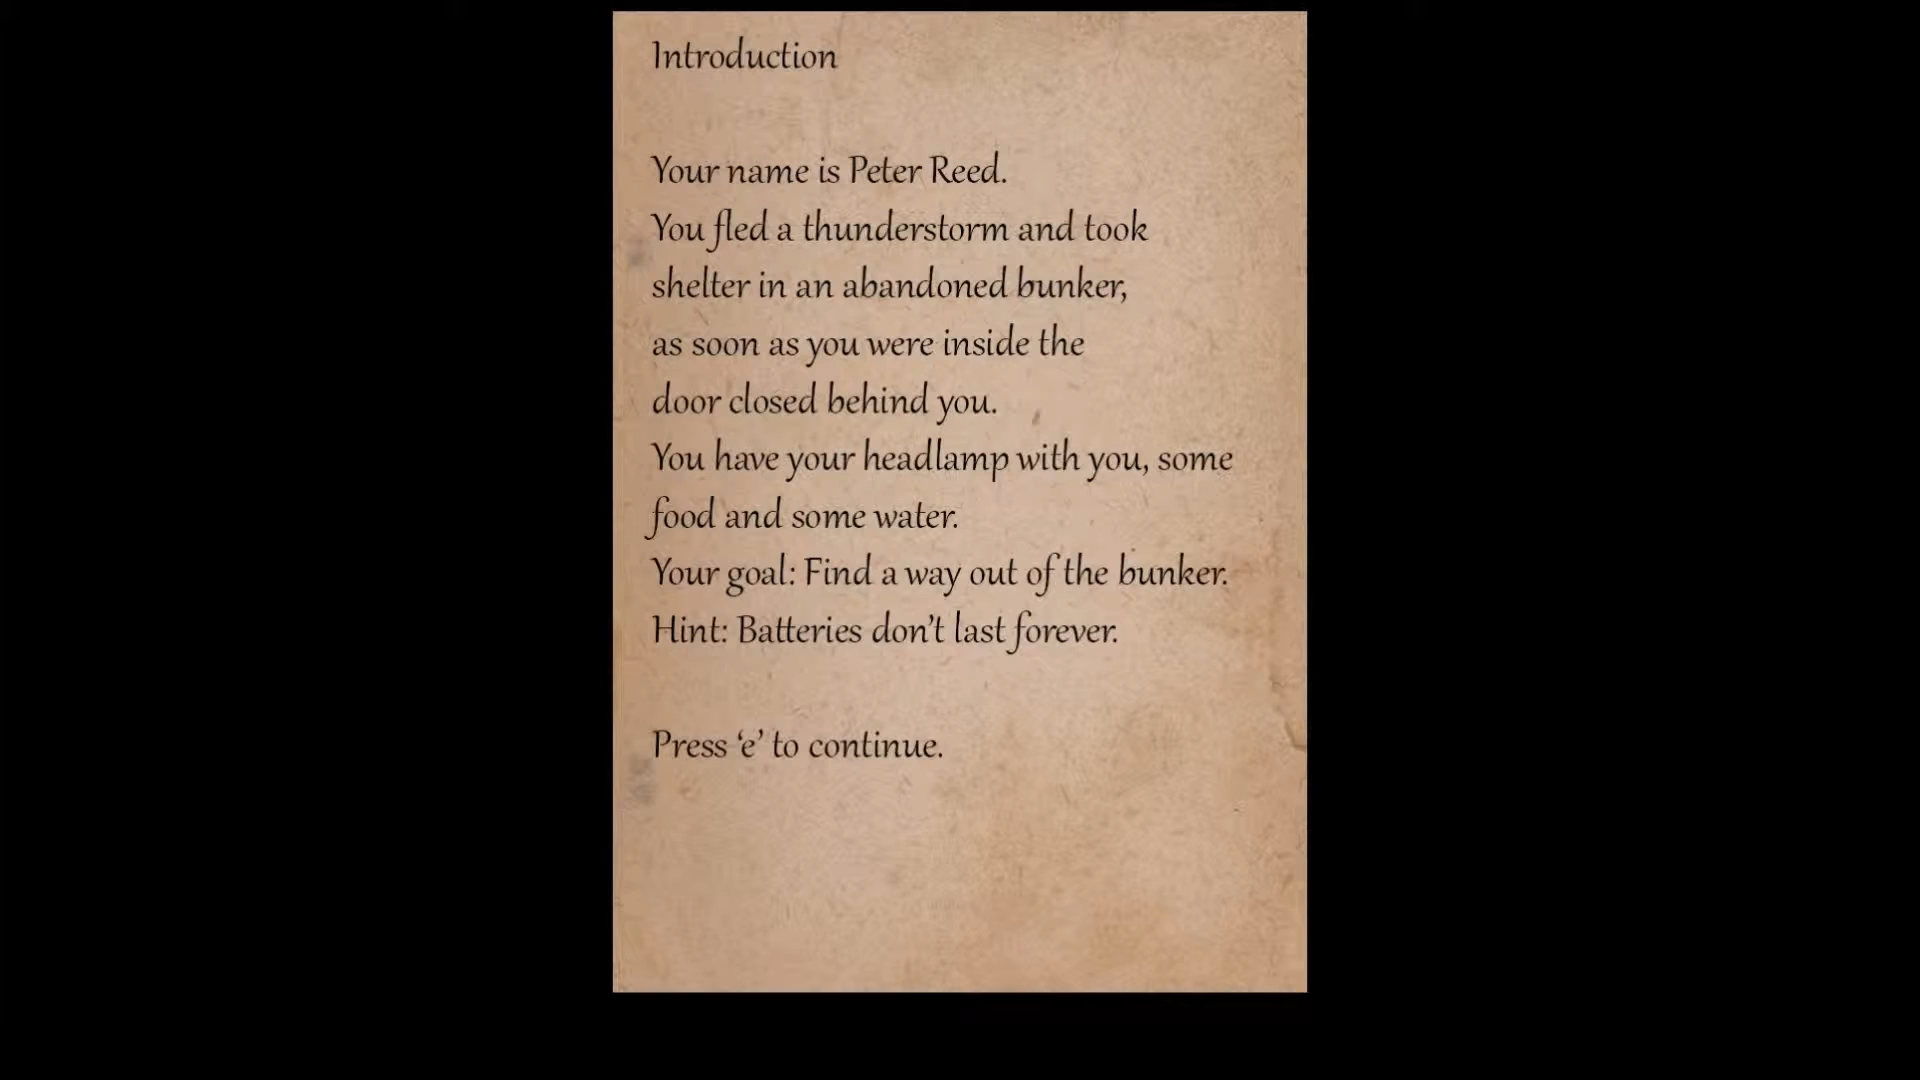 Introduction
Your name is Peter Reed.
You fled a thunderstorm and took
shelter in an abandoned bunker,
as soon as you were inside the
door closed behind you.
You have your headlamp with you, some
food and some water.
Your goal: Find a way out of the bunker.
Hint: Batteries don’t last forever.
Press ‘e’ to continue.